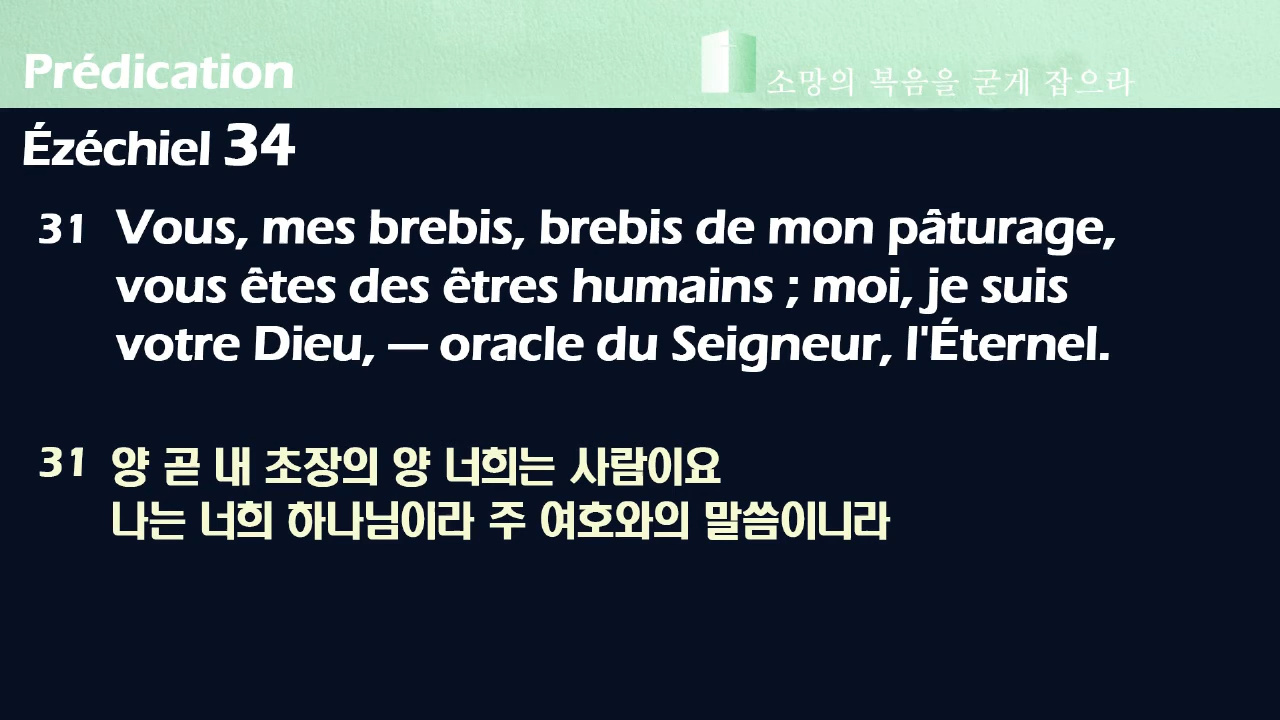 Prédication
소망의 복음을 굳게 잡으라
Ézéchiel 34
31 Vous, mes brebis, brebis de mon pâturage,
vous êtes des êtres humains ; moi, je suis
votre Dieu, — oracle du Seigneur, l'Éternel.
31 양 곧 내 초장의 양 너희는 사람이요
나는 너희 하나님이라 주 여호와의 말씀이니라